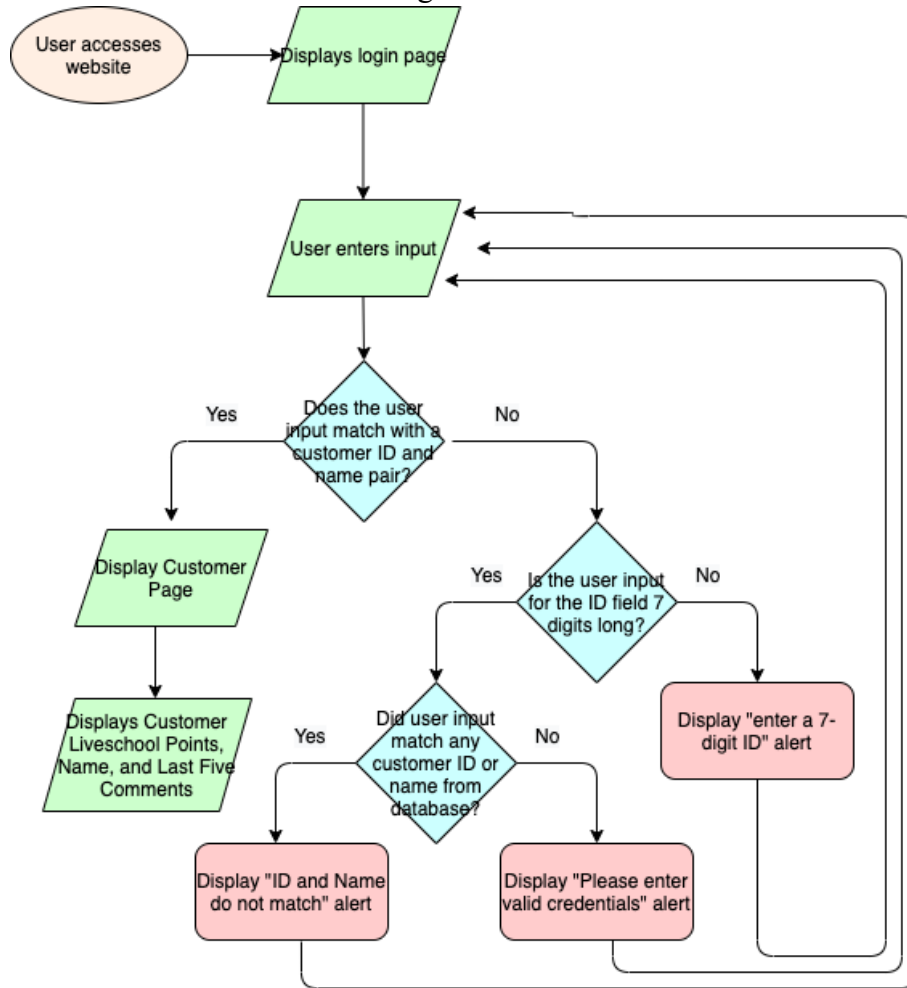 User accesses
website
Displays login page
User enters input
Does the user
input match with a
customer ID and
name pair?
Yes
No
Display Customer
Page
Displays Customer
Liveschool Points,
Name, and Last Five
Comments
Is the user input
for the ID field 7
digits long?
Yes
No
Display "enter a 7-
digit ID" alert
Did user input
match any
customer ID or
name from
database?
Yes
No
Display "ID and Name
do not match" alert
Display "Please enter
valid credentials" alert